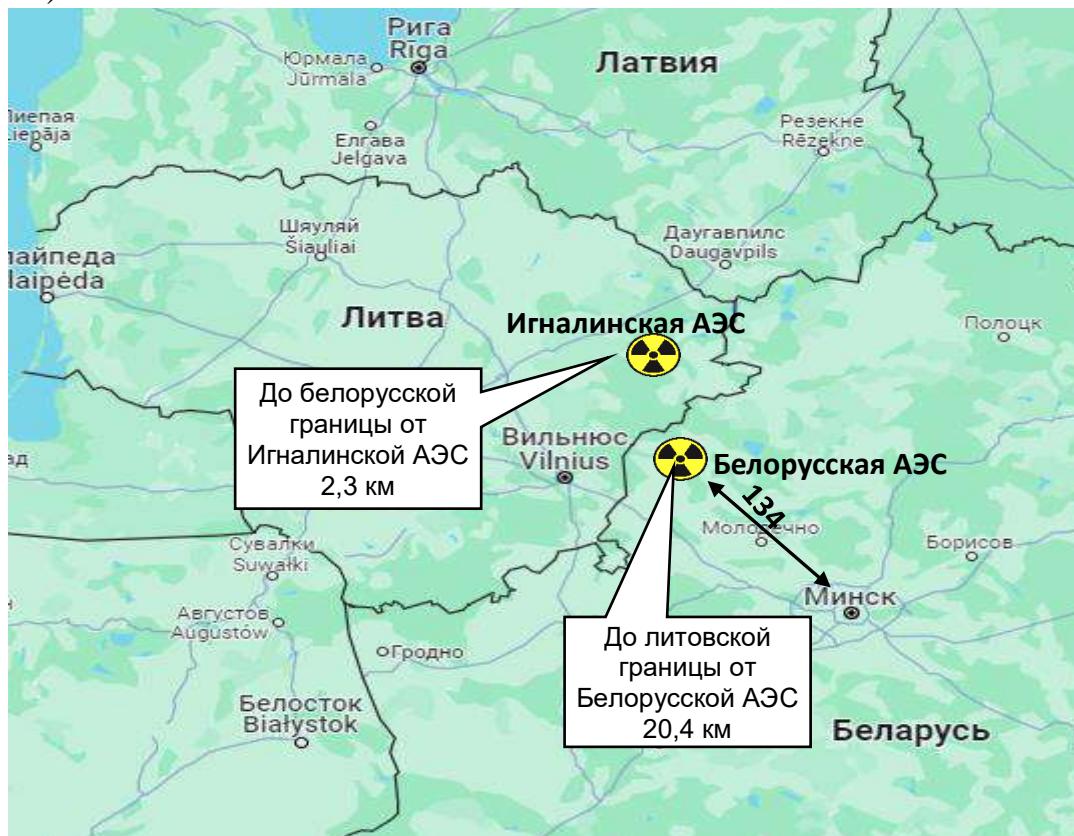 )
Рига
Rīga
Юрмала
Jūrmala
Латвия
Лиепая
Liepāja
Елгава
Jelgava
Резекне
Rēzekne
Шяуляй
Šiauliai
Даугавпилс
Daugavpils
лайпеда
laipėda
Литва
Игналинская АЭС
Полоцк
До белорусской
границы от
Игналинской АЭС
2,3 км
Вильнюс
Vilnius
Белорусская АЭС
134
ад
Молодечно
Борисов
Сувалки
Suwałki
Минск
Августов
Augustów
Гродно
До литовской
границы от
Белорусской АЭС
20,4 км
Белосток
Białystok
Беларусь